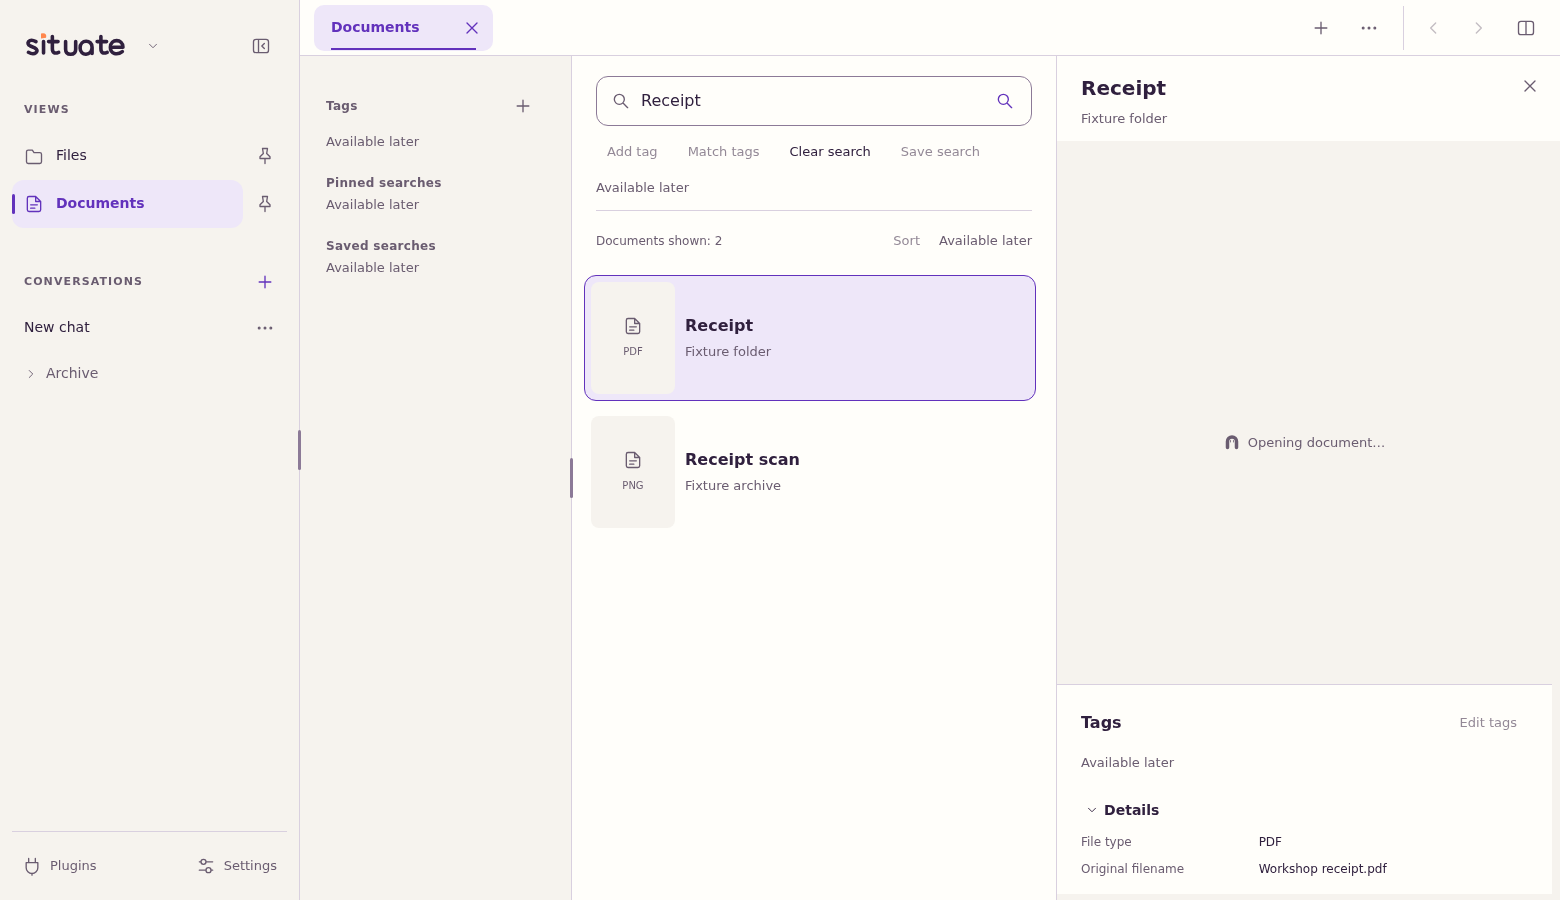 situate
VIEWS
Files
Documents
CONVERSATIONS
New chat
Archive
Plugins
Settings
Documents
Tags
Available later
Pinned searches
Available later
Saved searches
Available later
Receipt
Add tag Match tags Clear search Save search
Available later
Documents shown: 2 Sort Available later
PDF
Receipt
Fixture folder
PNG
Receipt scan
Fixture archive
Receipt
Fixture folder
Opening document...
Tags Edit tags
Available later
Details
File type PDF
Original filename Workshop receipt.pdf